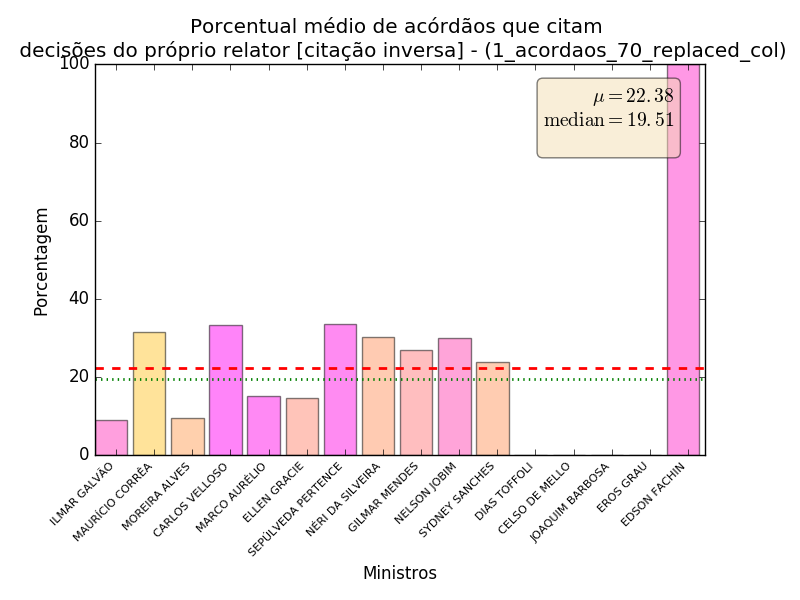 Porcentual médio de acórdãos que citam
decisões do próprio relator [citação inversa] - (1_acordaos_70_replaced_col)
100
80
60
40
20
0
Porcentagem
μ = 22.38
median = 19.51
ILMAR GALVÃO
MAURÍCIO CORRÊA
MOREIRA ALVES
CARLOS VELLOSO
MARCO AURÉLIO
ELLEN GRACIE
SEPÚLVEDA PERTENCE
NÉRI DA SILVEIRA
GILMAR MENDES
NELSON JOBIM
SYDNEY SANCHES
DIAS TOFFOLI
CELSO DE MELLO
JOAQUIM BARBOSA
EROS GRAU
EDSON FACHIN
Ministros